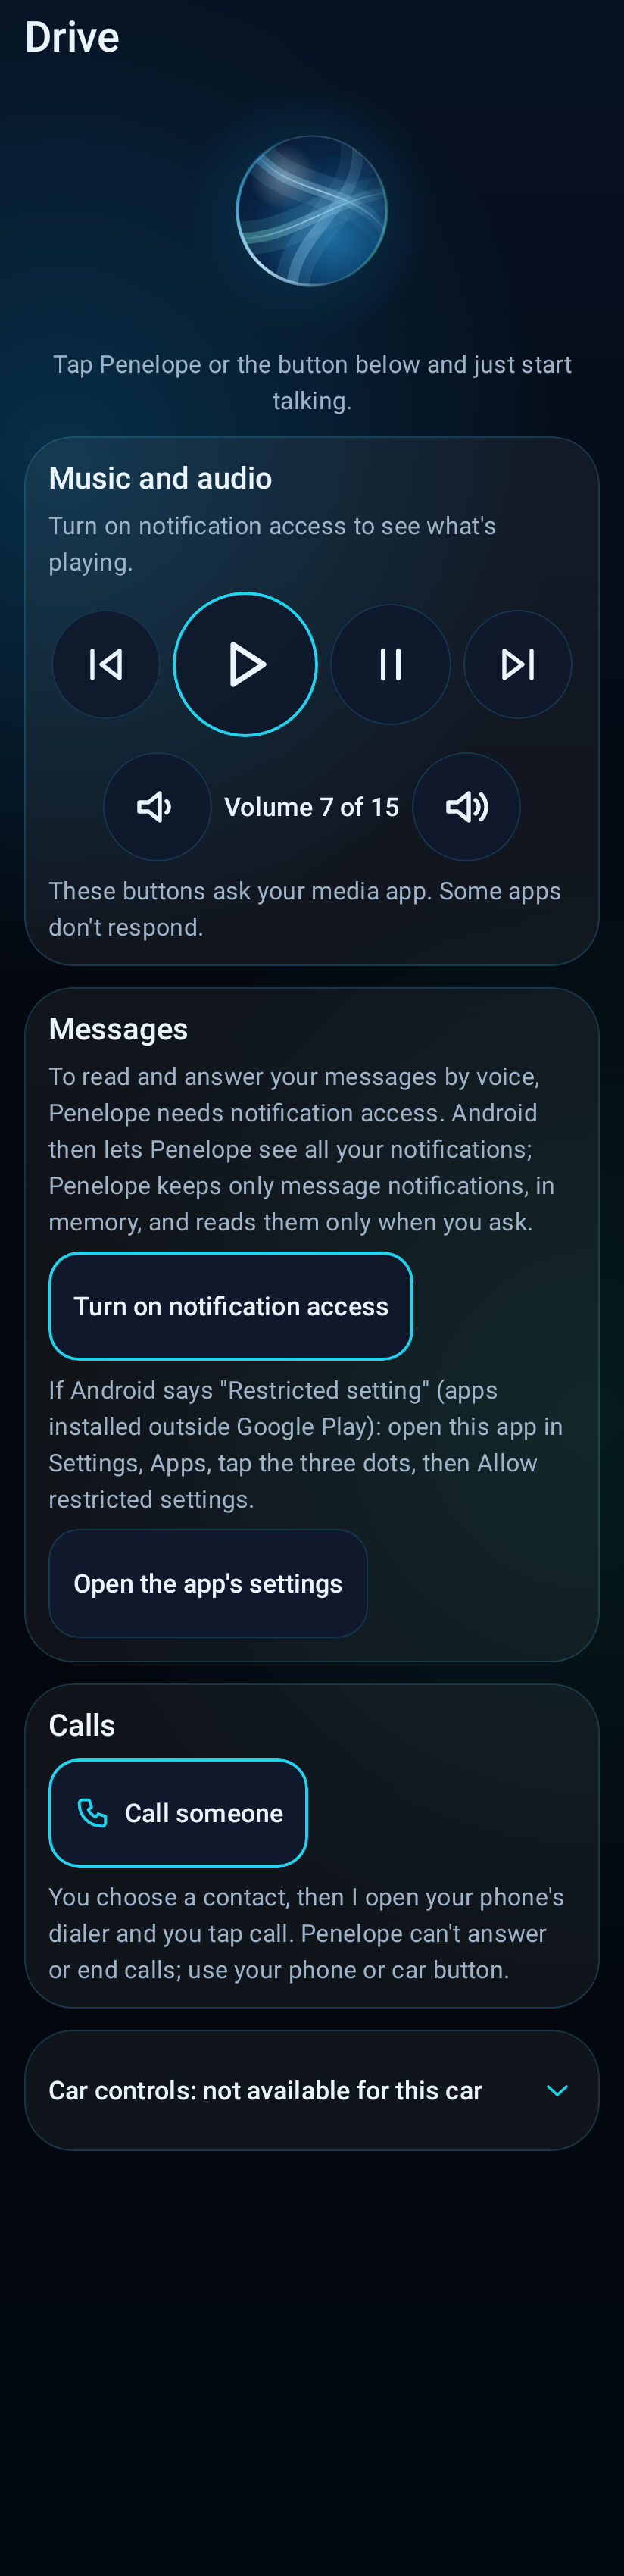 Drive
Tap Penelope or the button below and just start
talking.
Music and audio
Turn on notification access to see what's
playing.
Volume 7 of 15
These buttons ask your media app. Some apps
don't respond.
Messages
To read and answer your messages by voice,
Penelope needs notification access. Android
then lets Penelope see all your notifications;
Penelope keeps only message notifications, in
memory, and reads them only when you ask.
Turn on notification access
If Android says "Restricted setting" (apps
installed outside Google Play): open this app in
Settings, Apps, tap the three dots, then Allow
restricted settings.
Open the app's settings
Calls
Call someone
You choose a contact, then I open your phone's
dialer and you tap call. Penelope can't answer
or end calls; use your phone or car button.
Car controls: not available for this car